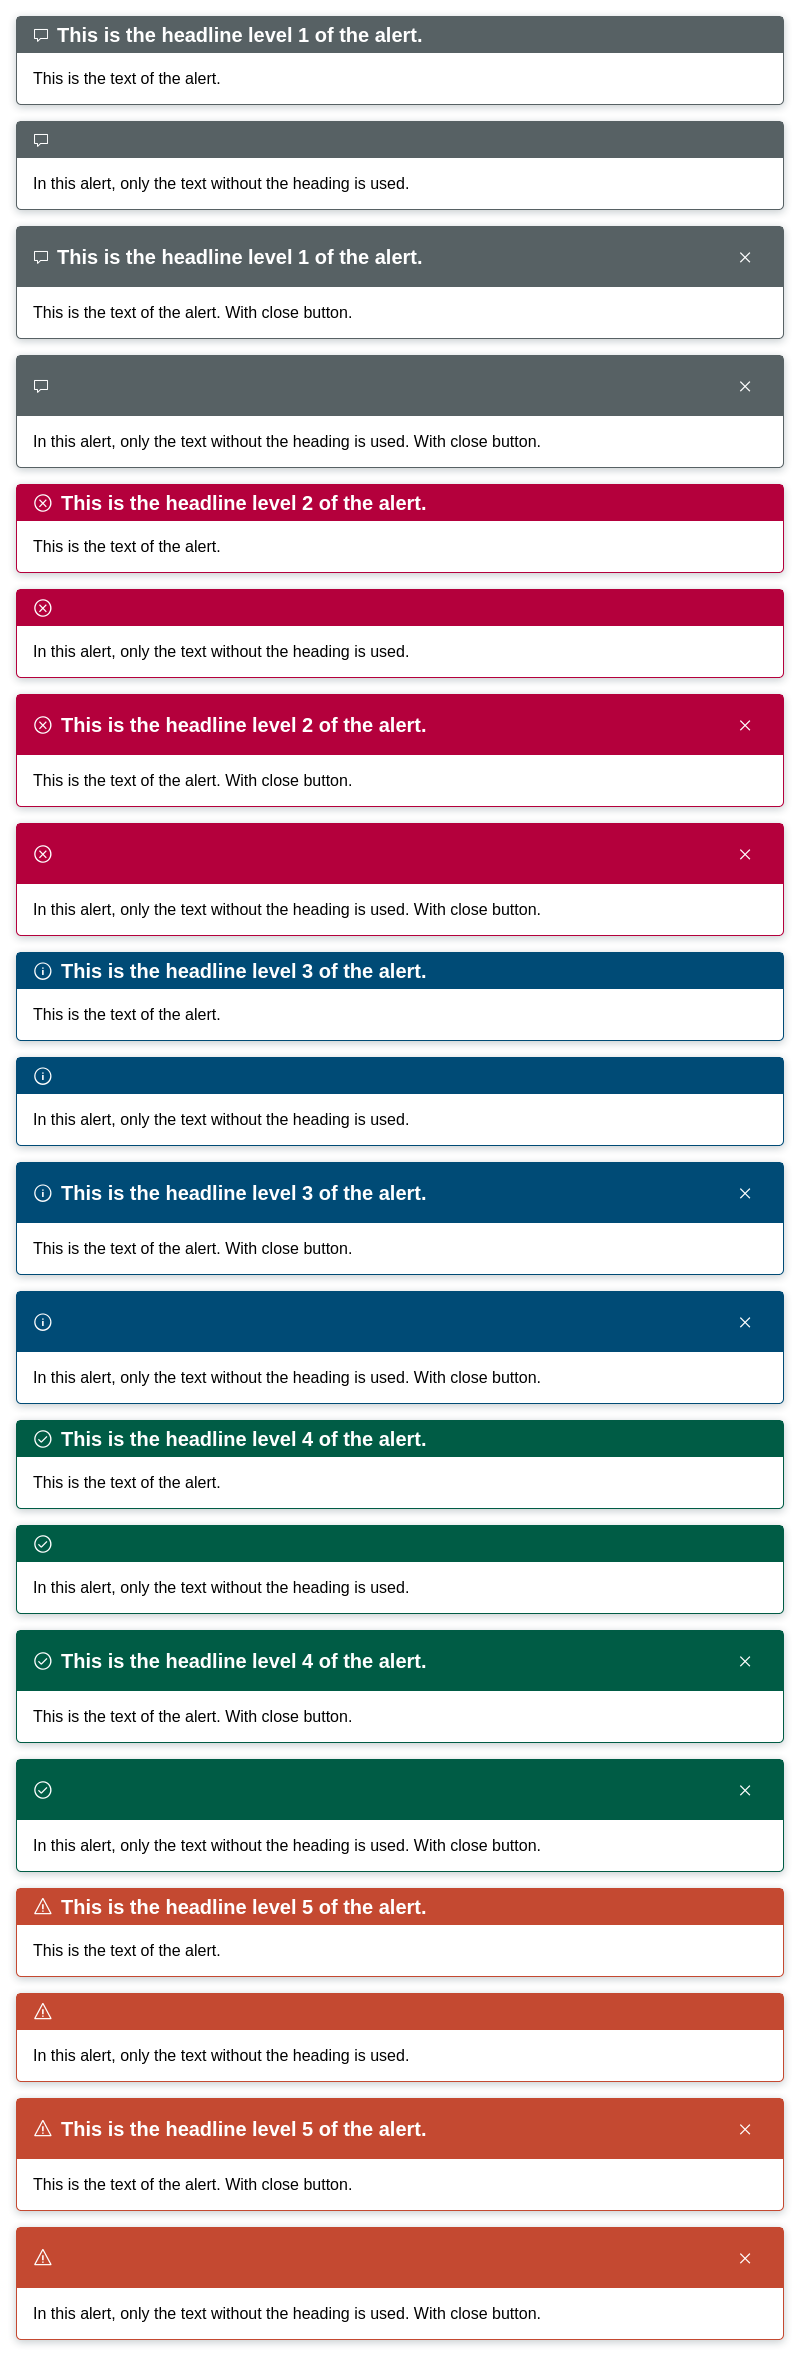 This is the headline level 1 of the alert.
This is the text of the alert.
In this alert, only the text without the heading is used.
This is the headline level 1 of the alert.
This is the text of the alert. With close button.
In this alert, only the text without the heading is used. With close button.
This is the headline level 2 of the alert.
This is the text of the alert.
In this alert, only the text without the heading is used.
This is the headline level 2 of the alert.
This is the text of the alert. With close button.
In this alert, only the text without the heading is used. With close button.
This is the headline level 3 of the alert.
This is the text of the alert.
In this alert, only the text without the heading is used.
This is the headline level 3 of the alert.
This is the text of the alert. With close button.
In this alert, only the text without the heading is used. With close button.
This is the headline level 4 of the alert.
This is the text of the alert.
In this alert, only the text without the heading is used.
This is the headline level 4 of the alert.
This is the text of the alert. With close button.
In this alert, only the text without the heading is used. With close button.
This is the headline level 5 of the alert.
This is the text of the alert.
In this alert, only the text without the heading is used.
This is the headline level 5 of the alert.
This is the text of the alert. With close button.
In this alert, only the text without the heading is used. With close button.